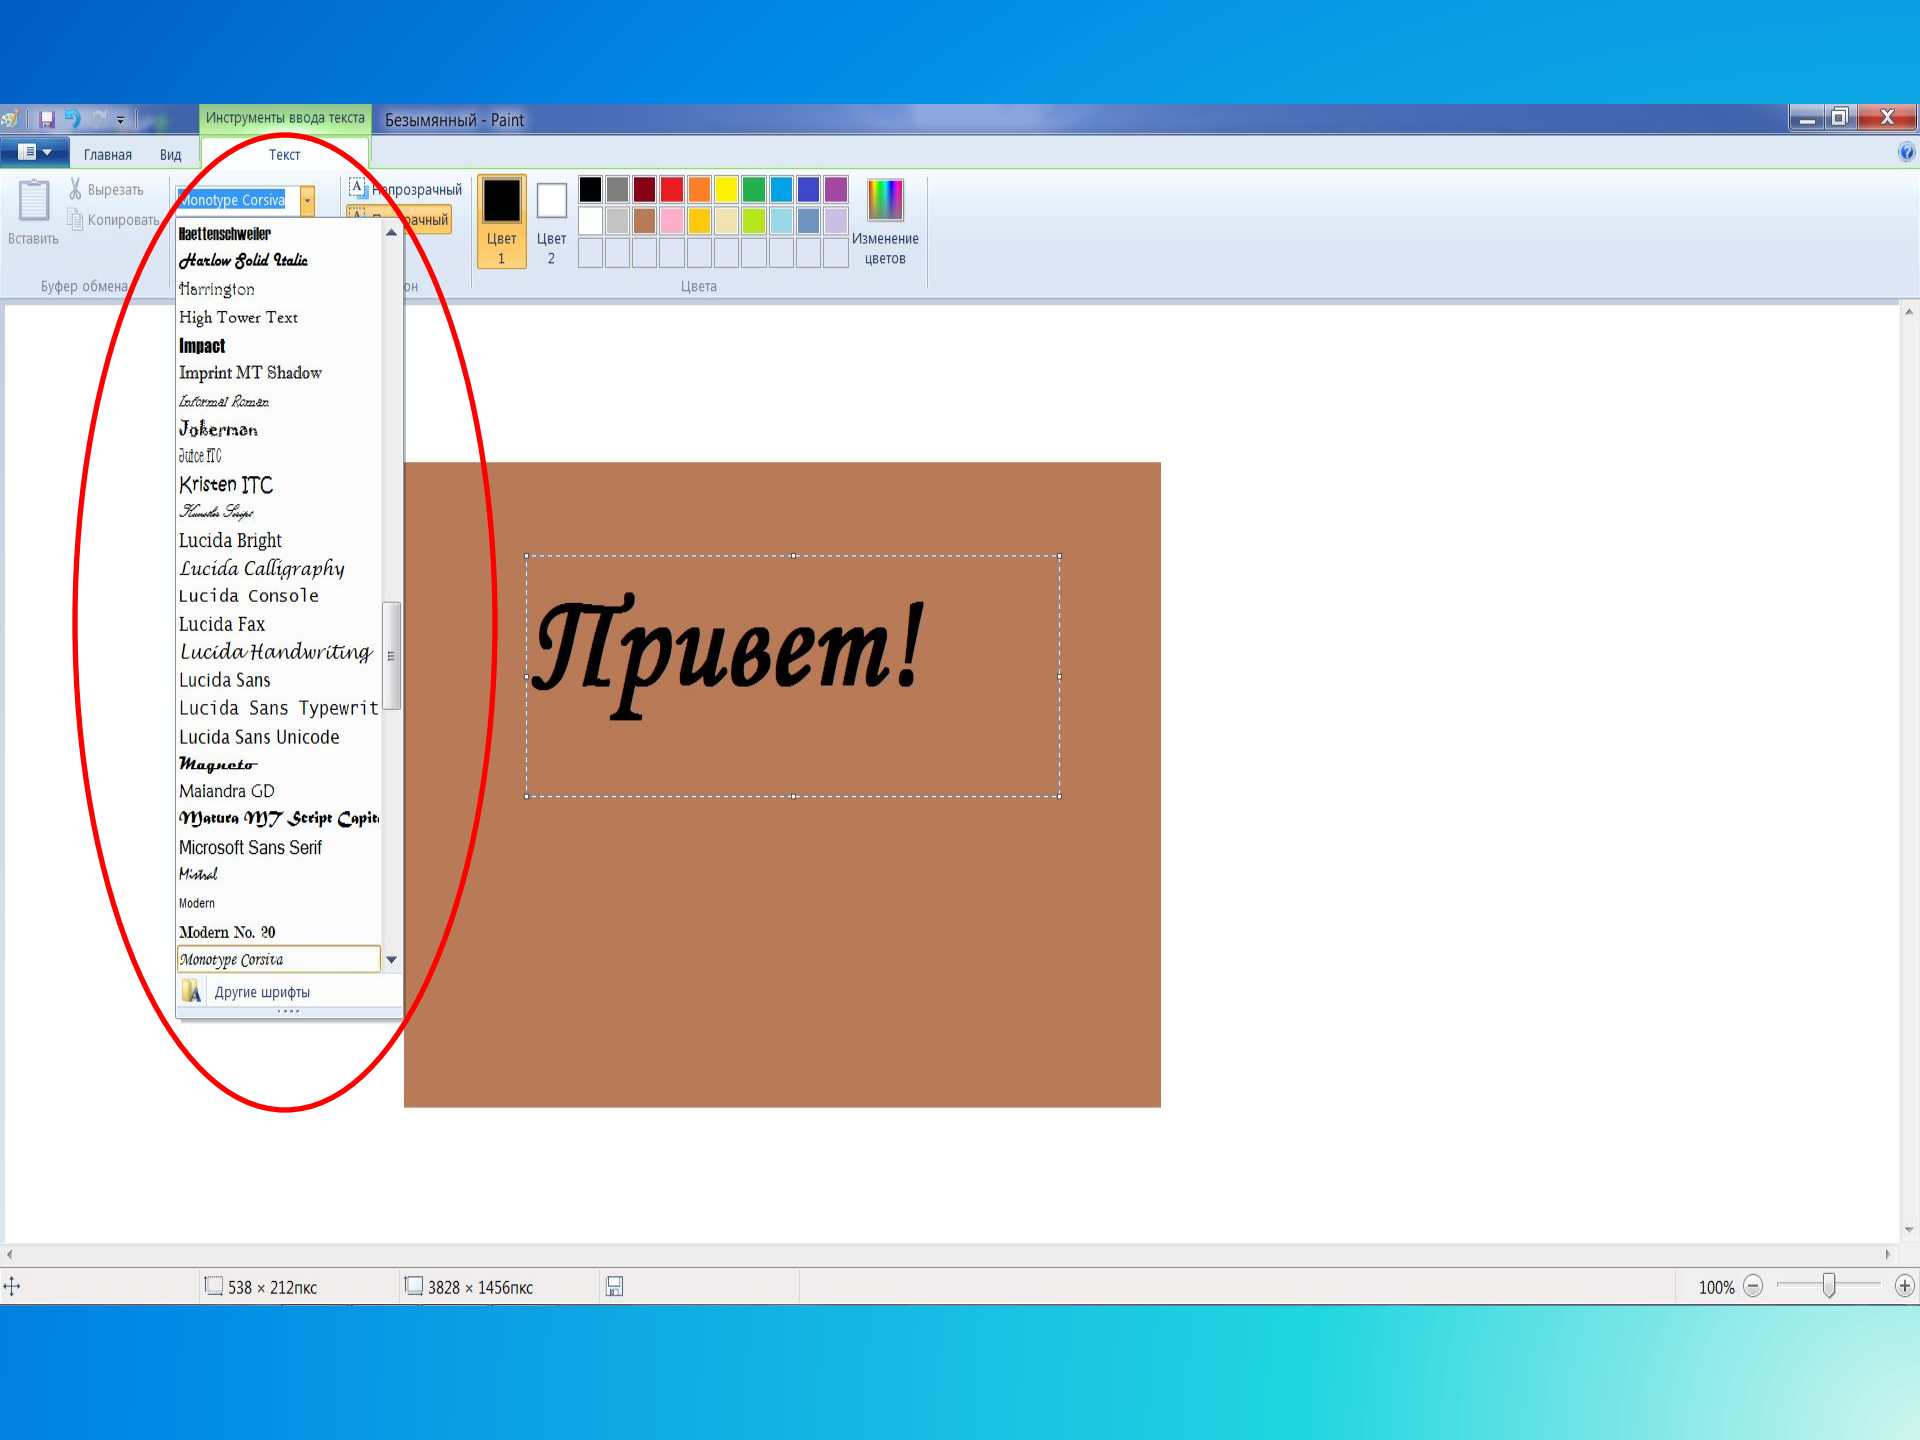 Инструменты ввода текста
Безымянный - Paint
Главная
Вид
Текст
Вставить
Вырезать
Копировать
Буфер обмена
Monotype Corsiva
Haettenschweiler
Harlow Solid Italic
Harrington
High Tower Text
Impact
Imprint MT Shadow
Informal Roman
Jokerman
Juice ITC
Kristen ITC
Kunstler Script
Lucida Bright
Lucida Calligraphy
Lucida Console
Lucida Fax
Lucida Handwriting
Lucida Sans
Lucida Sans Typewrit
Lucida Sans Unicode
Magneto
Maiandra GD
Matura MT Script Capit
Microsoft Sans Serif
Mistral
Modern
Modern No. 20
Monotype Corsiva
Другие шрифты
Цвет
1
Цвет
2
Изменение
цветов
Цвета
Привет!
538 × 212пкс
3828 × 1456пкс
100%